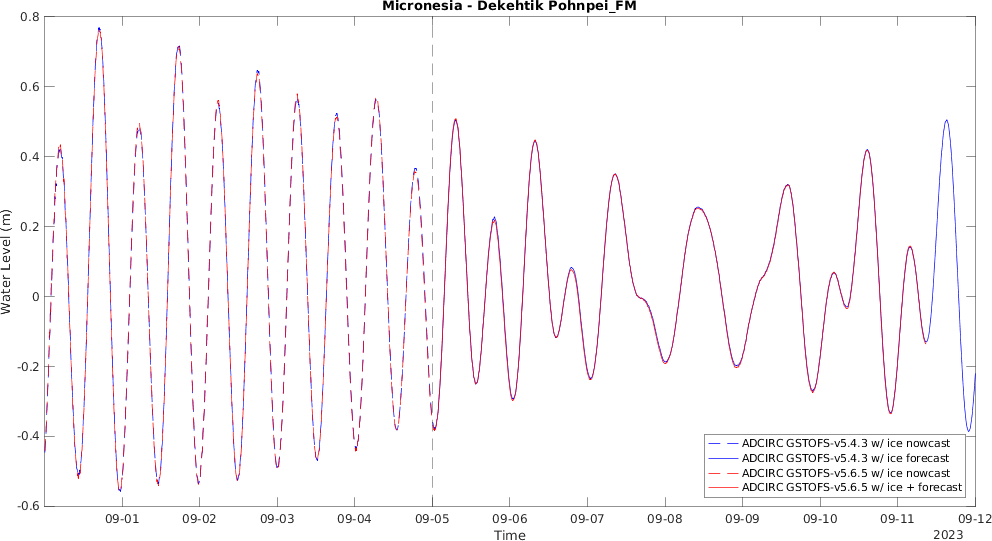 Micronesia - Dekehtik Pohnpei_FM
0.8
0.6
0.4
0.2
0
-0.2
-0.4
-0.6
Water Level (m)
ADCIRC GSTOFS-v5.4.3 w/ ice nowcast
ADCIRC GSTOFS-v5.4.3 w/ ice forecast
ADCIRC GSTOFS-v5.6.5 w/ ice nowcast
ADCIRC GSTOFS-v5.6.5 w/ ice + forecast
09-01 09-02 09-03 09-04 09-05 09-06 09-07 09-08 09-09 09-10 09-11 09-12
Time
2023